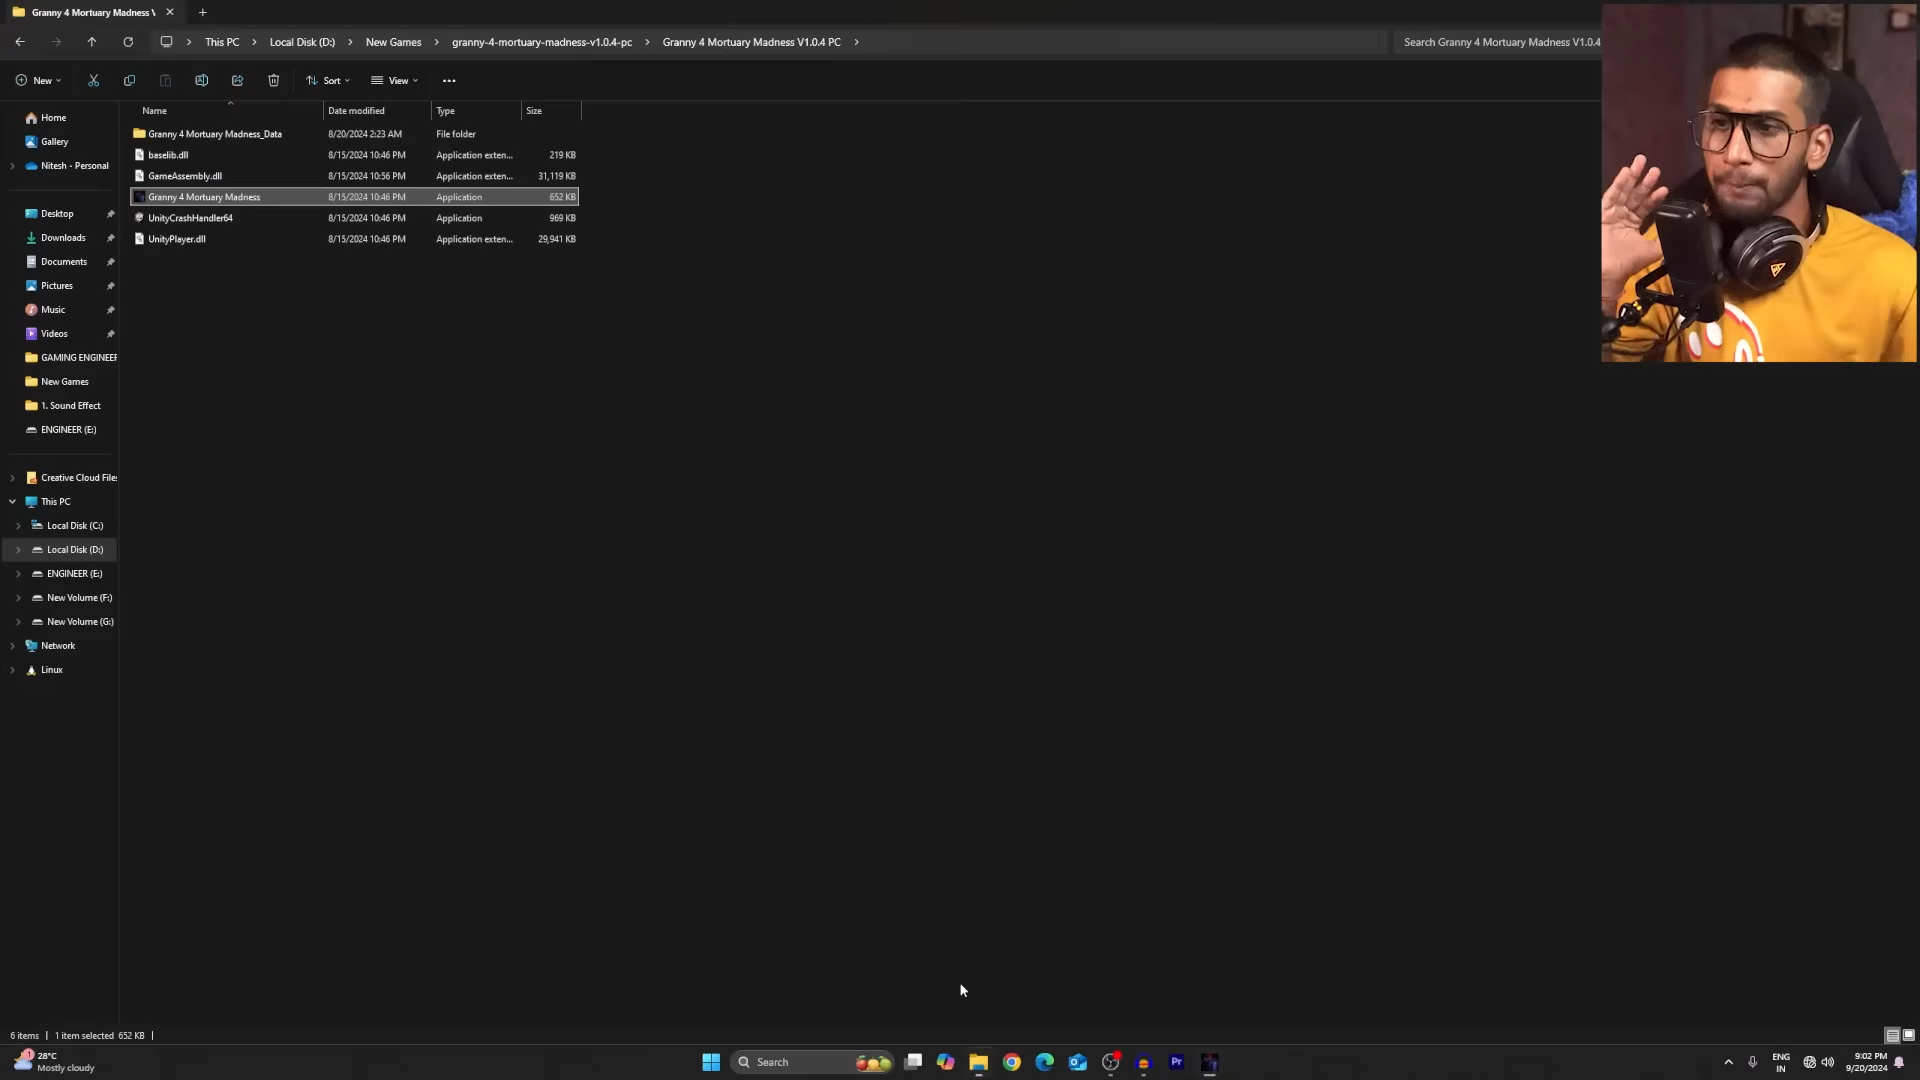 Granny 4 Mortuary Madness V
This PC > Local Disk (D:) > New Games > granny-4-mortuary-madness-v1.0.4-pc > Granny 4 Mortuary Madness V1.0.4 PC >
Search Granny 4 Mortuary Madness V1.0.4
New
Sort
View
Name Date modified Type Size
Granny 4 Mortuary Madness_Data 8/20/2024 2:23 AM File folder
baselib.dll 8/15/2024 10:46 PM Application exten... 219 KB
GameAssembly.dll 8/15/2024 10:56 PM Application exten... 31,119 KB
Granny 4 Mortuary Madness 8/15/2024 10:46 PM Application 652 KB
UnityCrashHandler64 8/15/2024 10:46 PM Application 969 KB
UnityPlayer.dll 8/15/2024 10:46 PM Application exten... 29,941 KB
Home
Gallery
Nitesh - Personal
Desktop
Downloads
Documents
Pictures
Music
Videos
GAMING ENGINEER
New Games
1. Sound Effect
ENGINEER (E:)
Creative Cloud Files
This PC
Local Disk (C:)
Local Disk (D:)
ENGINEER (E:)
New Volume (F:)
New Volume (G:)
Network
Linux
6 items | 1 item selected 652 KB |
1
28°C
Mostly cloudy
Search
Pr
ENG
IN
9:02 PM
9/20/2024